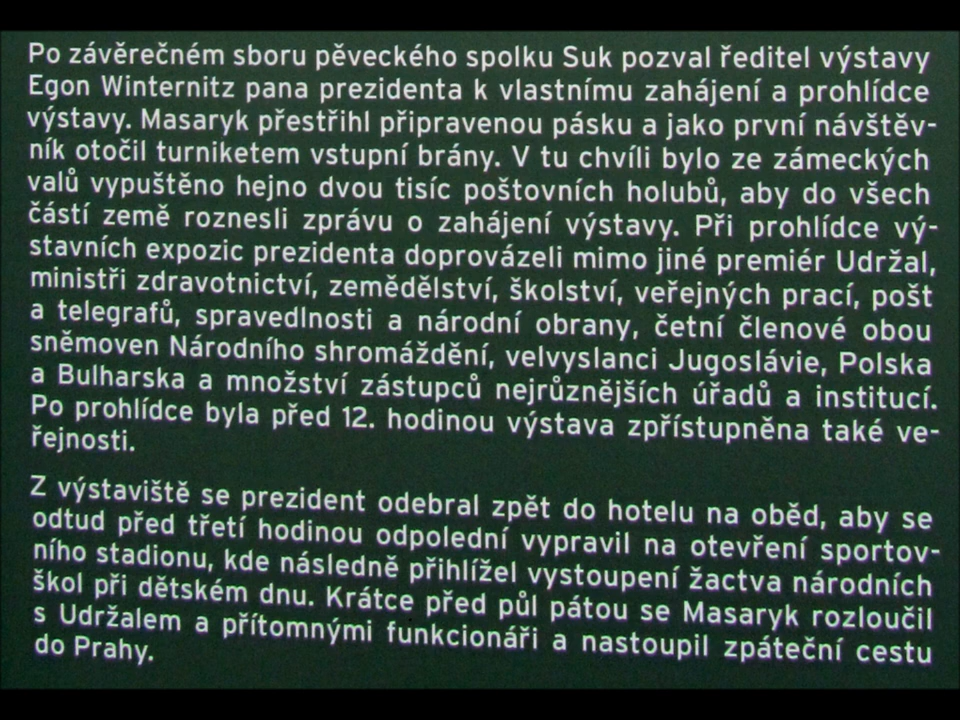 Po závěrečném sboru pěveckého spolku Suk pozval ředitel výstavy
Egon Winternitz pana prezidenta k vlastnímu zahájení a prohlídce
výstavy. Masaryk přestřihl připravenou pásku a jako první návštěv-
ník otočil turniketem vstupní brány. V tu chvíli bylo ze zámeckých
valů vypuštěno hejno dvou tisíc poštovních holubů, aby do všech
částí země roznesli zprávu o zahájení výstavy. Při prohlídce vý-
stavních expozic prezidenta doprovázeli mimo jiné premiér Udržal,
ministři zdravotnictví, zemědělství, školství, veřejných prací, pošt
a telegrafů, spravedlnosti a národní obrany, četní členové obou
sněmoven Národního shromáždění, velvyslanci Jugoslávie, Polska
a Bulharska a množství zástupců nejrůznějších úřadů a institucí.
Po prohlídce byla před 12. hodinou výstava zpřístupněna také ve-
řejnosti.
Z výstaviště se prezident odebral zpět do hotelu na oběd, aby se
odtud před třetí hodinou odpolední vypravil na otevření sportov-
ního stadionu, kde následně přihlížel vystoupení žactva národních
škol při dětském dnu. Krátce před půl pátou se Masaryk rozloučil
s Udržalem a přítomnými funkcionáři a nastoupil zpáteční cestu
do Prahy.